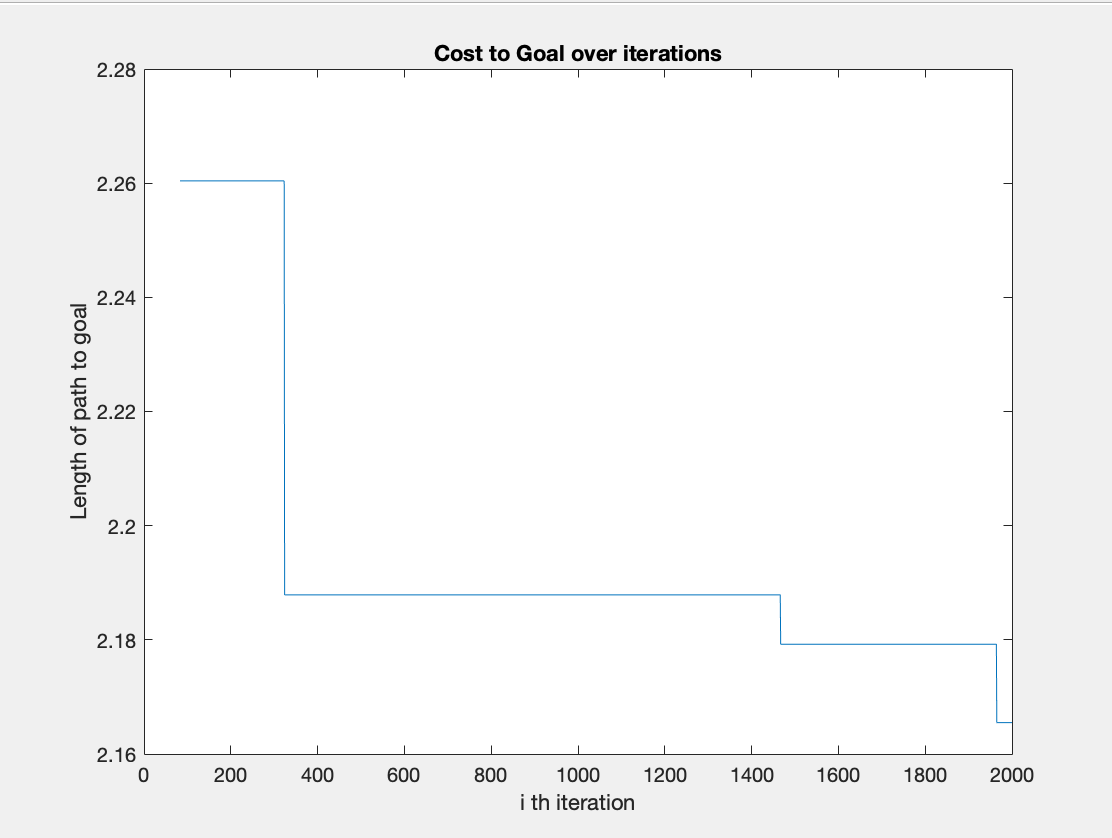 Cost to Goal over iterations
2.28
2.26
2.24
2.22
2.2
2.18
2.16
Length of path to goal
0 200 400 600 800 1000 1200 1400 1600 1800 2000
i th iteration